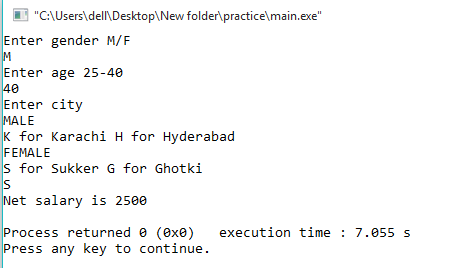 "C:\Users\dell\Desktop\New folder\practice\main.exe"
Enter gender M/F
M
Enter age 25-40
40
Enter city
MALE
K for Karachi H for Hyderabad
FEMALE
S for Sukker G for Ghotki
S
Net salary is 2500
Process returned 0 (0x0)   execution time : 7.055 s
Press any key to continue.